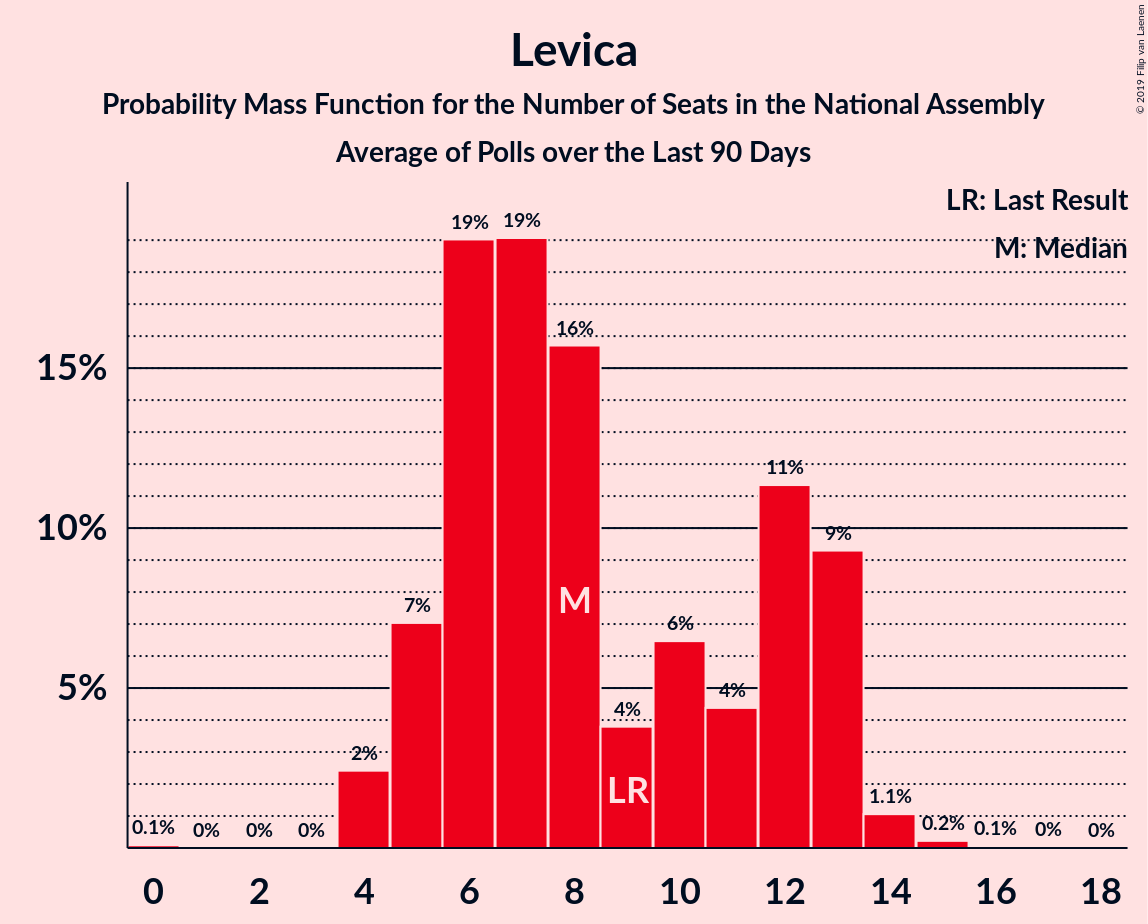 Levica
Probability Mass Function for the Number of Seats in the National Assembly
Average of Polls over the Last 90 Days
© 2019 Filip van Laenen
LR: Last Result
M: Median
15%
10%
5%
0.1% 0% 0% 0% 2% 7% 19% 19% 16% 4% 6% 4% 11% 9% 1.1% 0.2% 0.1% 0% 0%
M
LR
0 2 4 6 8 10 12 14 16 18